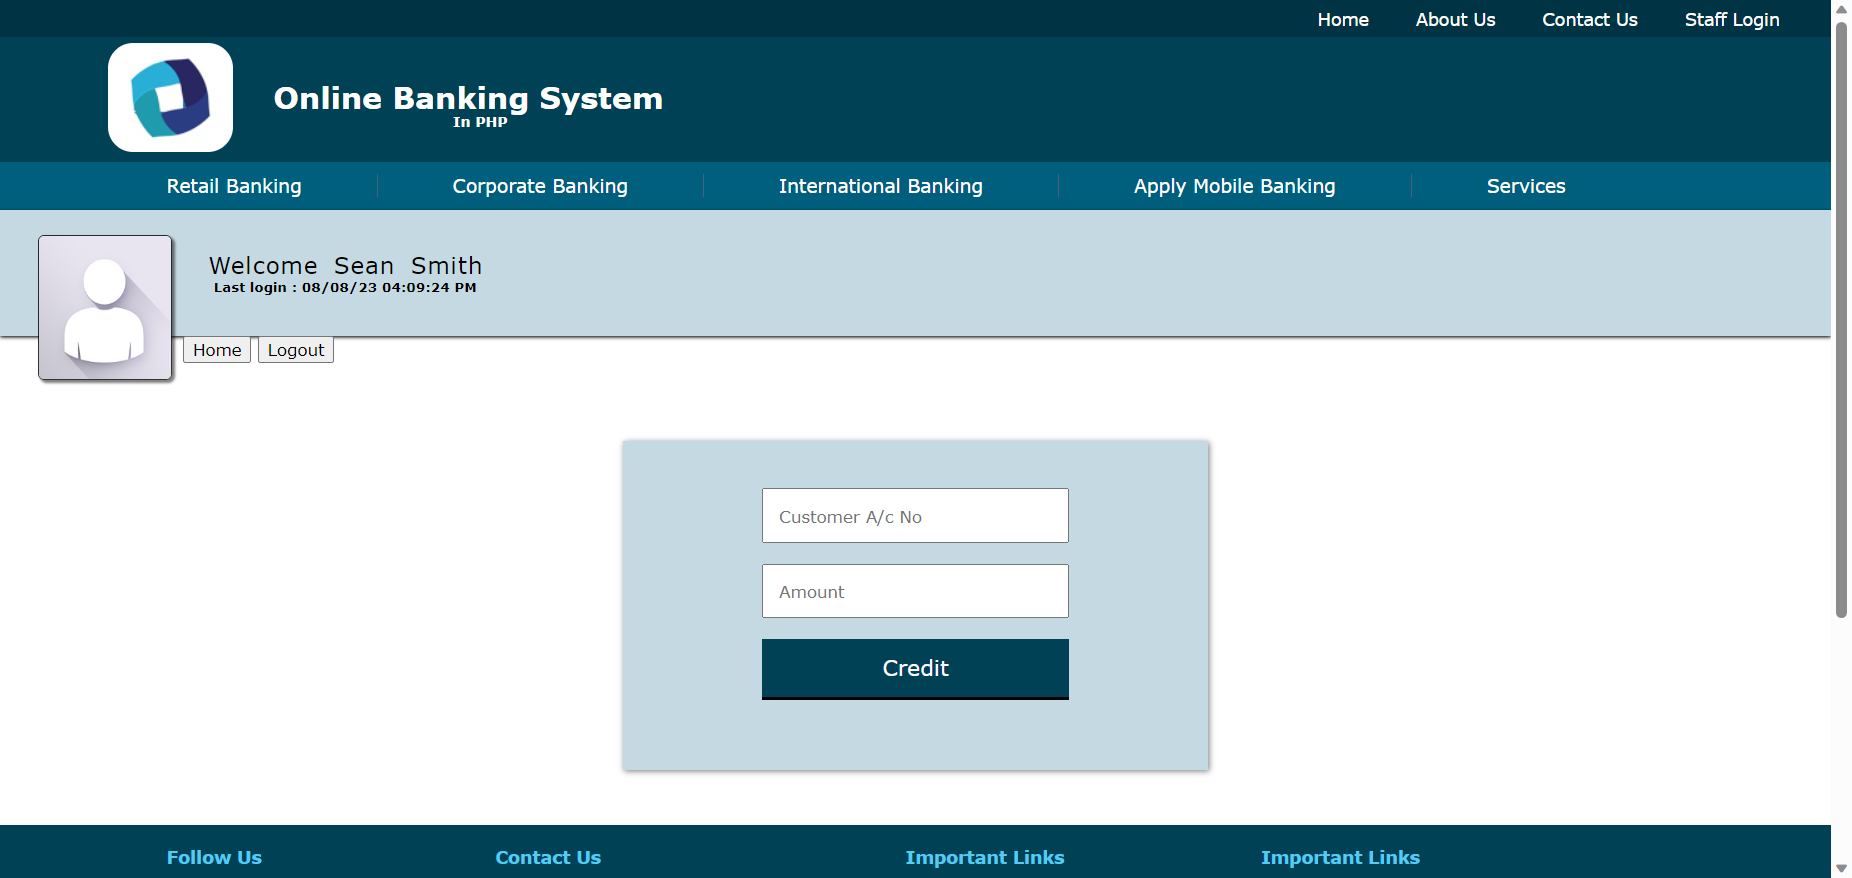 Home About Us Contact Us Staff Login
Online Banking System
In PHP
Retail Banking Corporate Banking International Banking Apply Mobile Banking Services
Welcome Sean Smith
Last login : 08/08/23 04:09:24 PM
Home Logout
Customer A/c No
Amount
Credit
Follow Us Contact Us Important Links Important Links